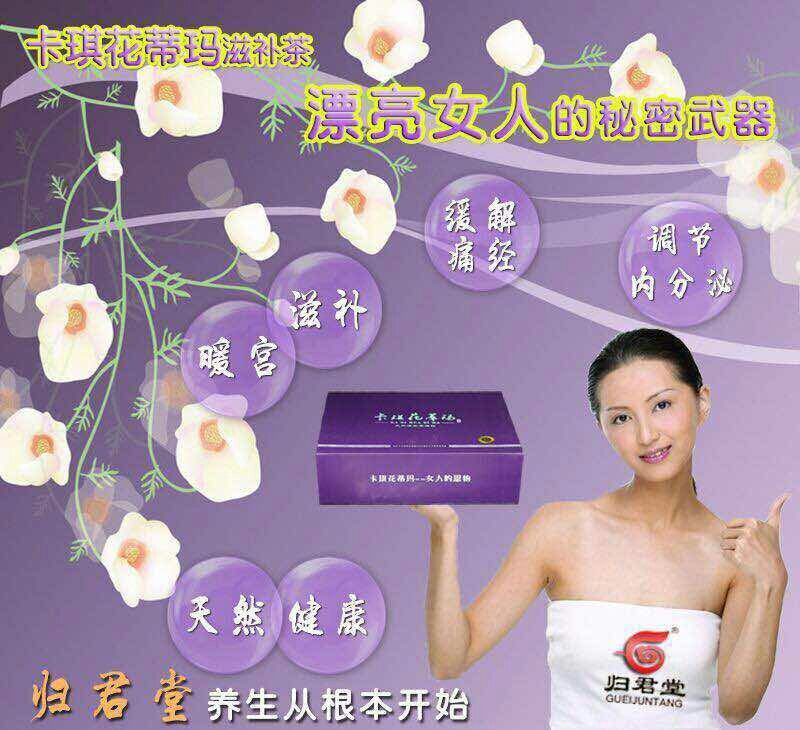 卡琪花蒂玛滋补茶
漂亮女人的秘密武器
缓解
痛经
调节
内分泌
滋补
暖宫
卡琪花蒂玛
卡琪花蒂玛---女人的恩物
天然
健康
归君堂
GUEIJUNTANG
归君堂 养生从根本开始